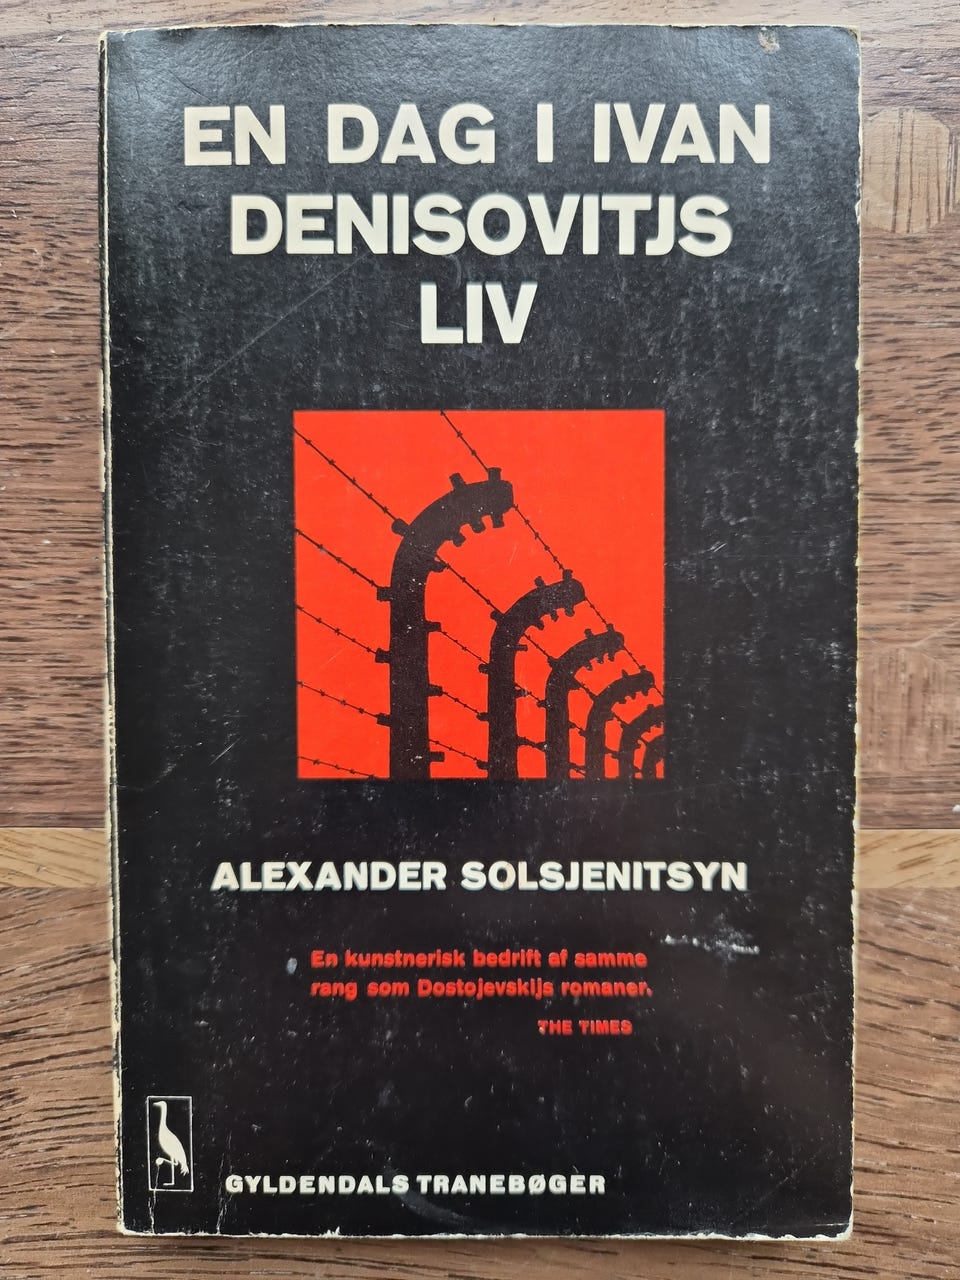 EN DAG I IVAN
DENISOVITJS
LIV
ALEXANDER SOLSJENITSYN
En kunstnerisk bedrift af samme
rang som Dostojevskijs romaner.
THE TIMES
GYLDENDALS TRANEBØGER